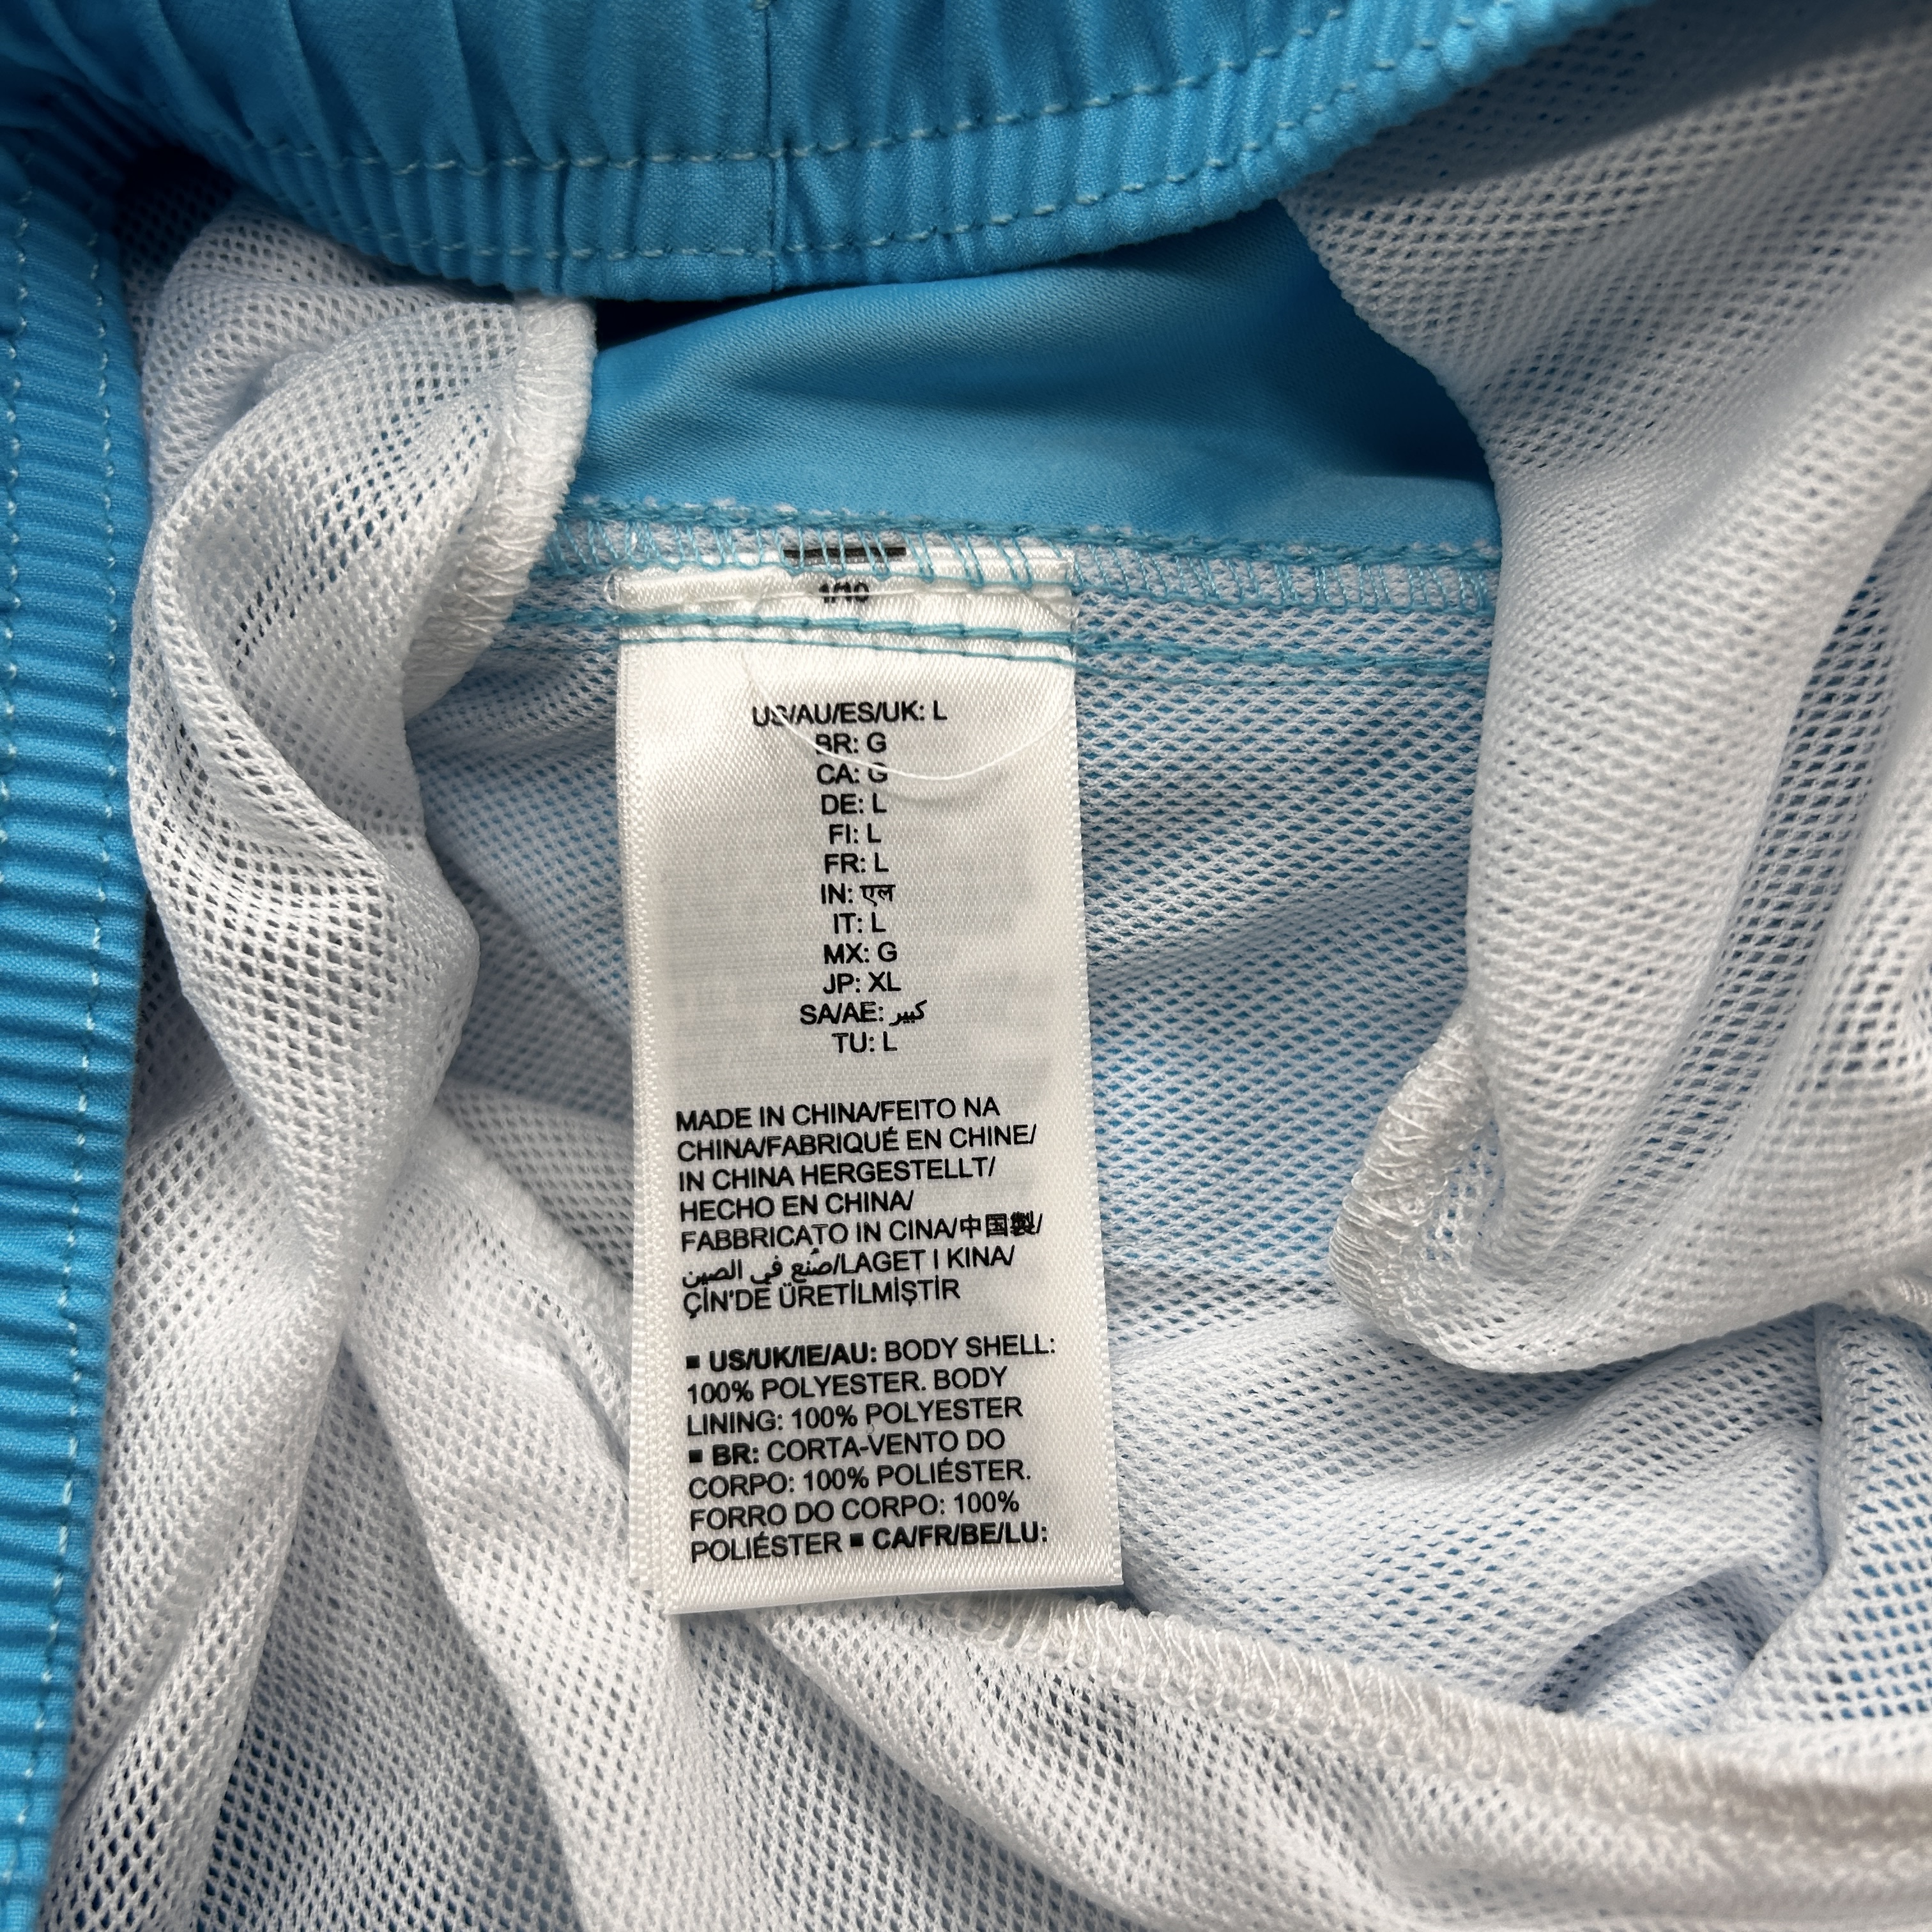 1/10
US/AU/ES/UK: L
BR: G
CA: G
DE: L
FI: L
FR: L
IN: एल
IT: L
MX: G
JP: XL
SA/AE: كبير
TU: L
MADE IN CHINA/FEITO NA
CHINA/FABRIQUÉ EN CHINE/
IN CHINA HERGESTELLT/
HECHO EN CHINA/
FABBRICATO IN CINA/中国製/
صُنع في الصين/LAGET I KINA/
ÇİN'DE ÜRETİLMİŞTİR
▪ US/UK/IE/AU: BODY SHELL:
100% POLYESTER. BODY
LINING: 100% POLYESTER
▪ BR: CORTA-VENTO DO
CORPO: 100% POLIÉSTER.
FORRO DO CORPO: 100%
POLIÉSTER ▪ CA/FR/BE/LU: